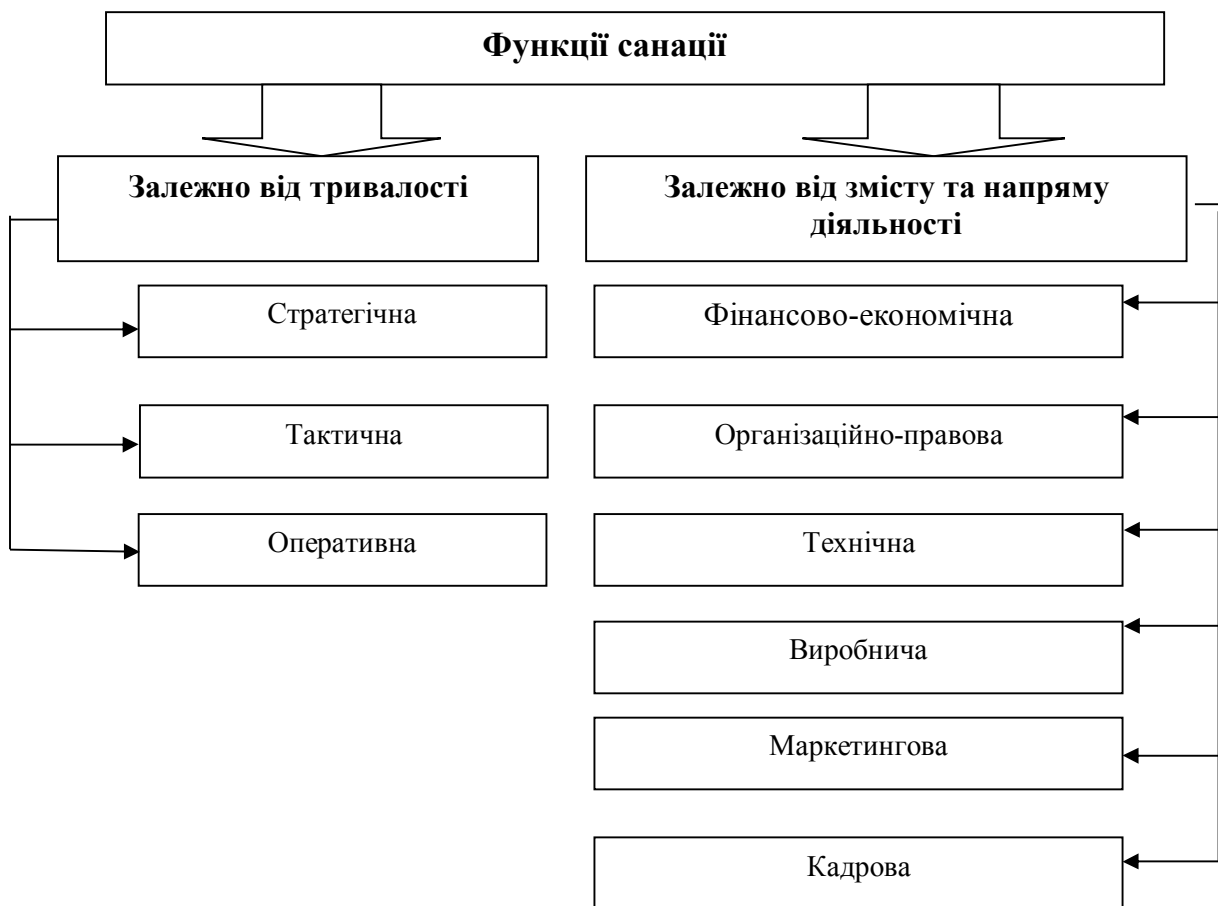 Функції санації
Залежно від тривалості
Залежно від змісту та напряму
діяльності
Стратегічна
Тактична
Оперативна
Фінансово-економічна
Організаційно-правова
Технічна
Виробнича
Маркетингова
Кадрова